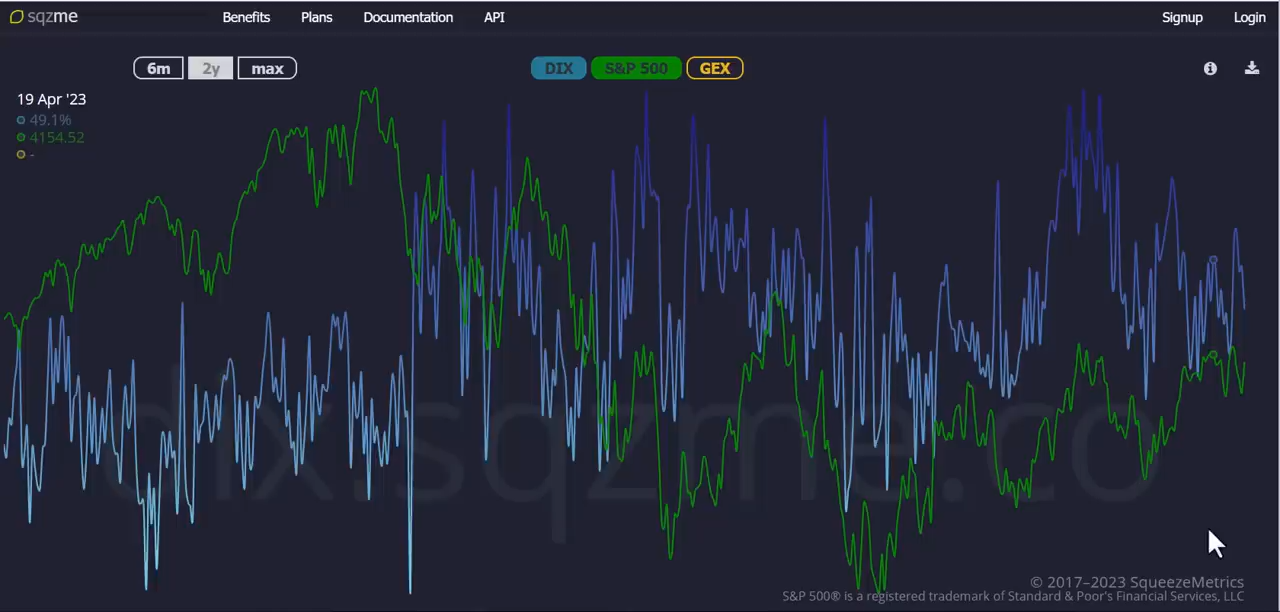 sqzme Benefits Plans Documentation API Signup Login
6m 2y max DIX S&P 500 GEX
19 Apr '23
49.1%
4154.52
-
dix.sqzme.co
© 2017–2023 SqueezeMetrics
S&P 500® is a registered trademark of Standard & Poor's Financial Services, LLC